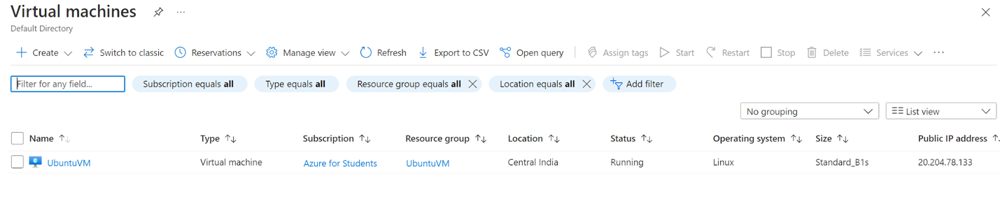 Virtual machines
Default Directory
Create Switch to classic Reservations Manage view Refresh Export to CSV Open query Assign tags Start Restart Stop Delete Services
Filter for any field... Subscription equals all Type equals all Resource group equals all Location equals all Add filter
No grouping List view
Name Type Subscription Resource group Location Status Operating system Size Public IP address
UbuntuVM Virtual machine Azure for Students UbuntuVM Central India Running Linux Standard_B1s 20.204.78.133